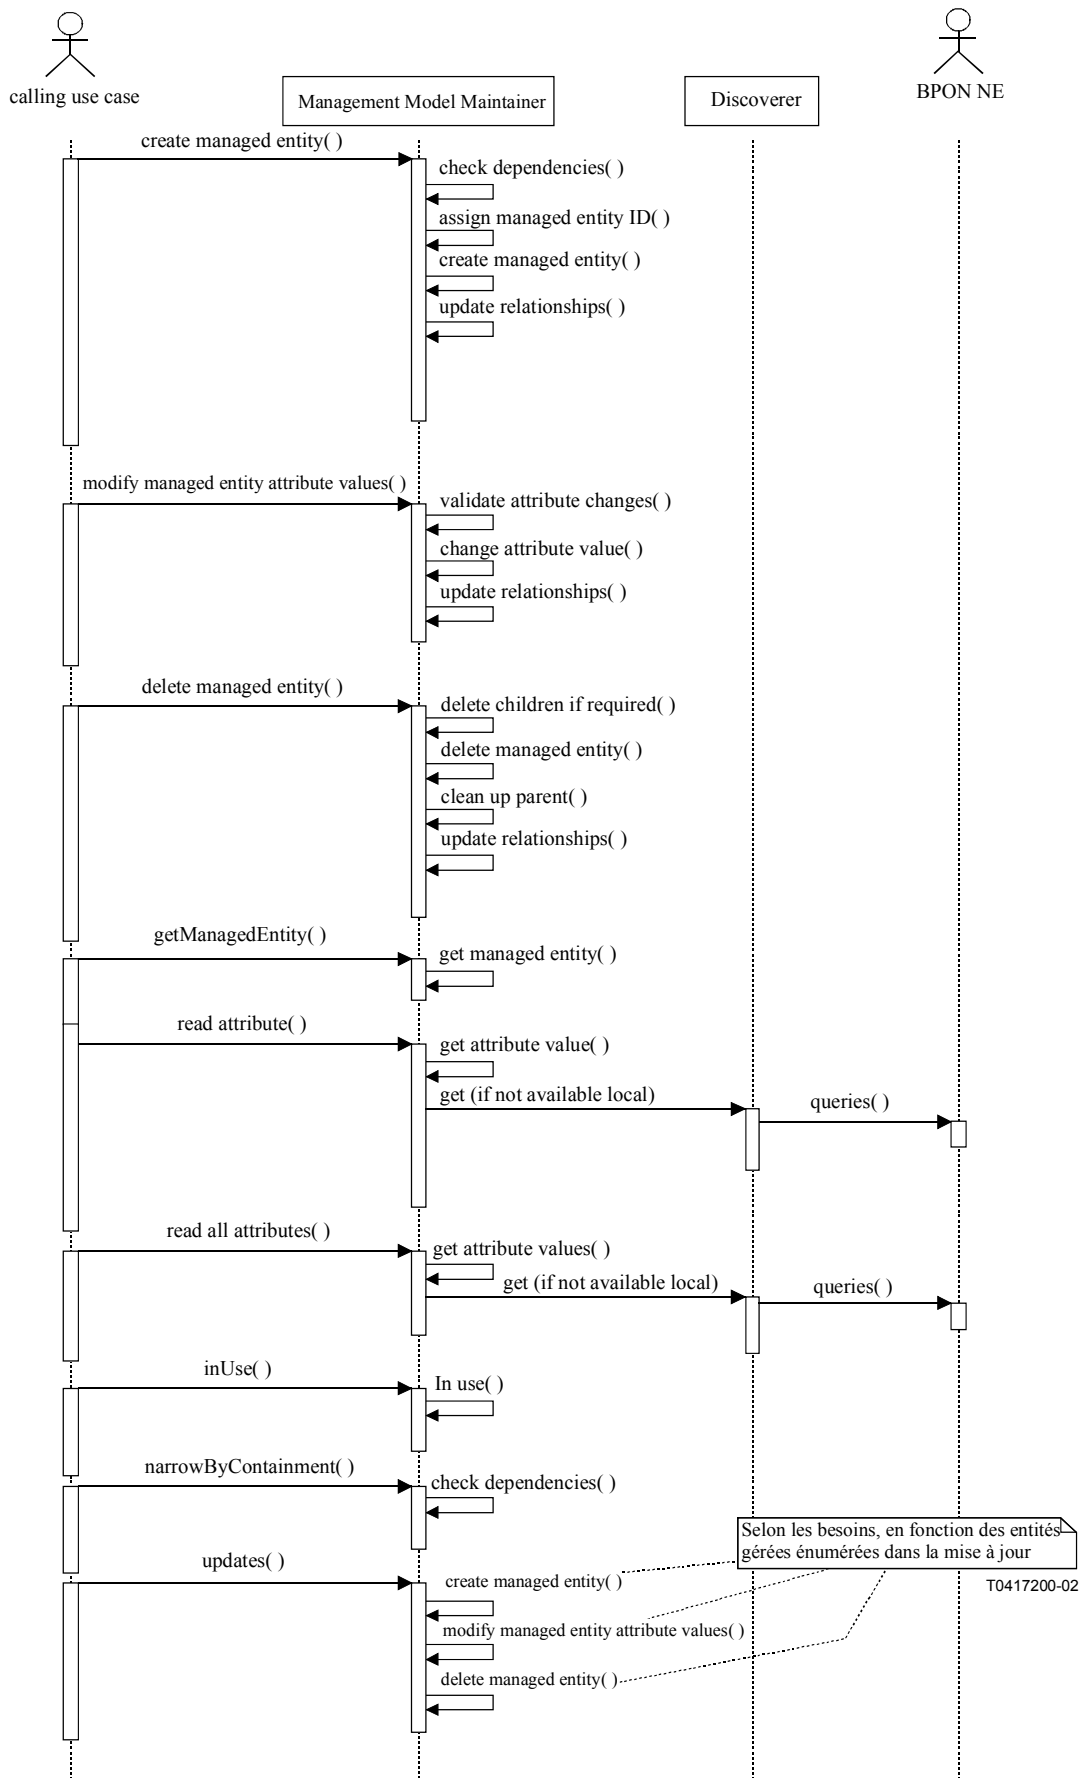 calling use case
Management Model Maintainer
Discoverer
BPON NE
create managed entity( )
check dependencies( )
assign managed entity ID( )
create managed entity( )
update relationships( )
modify managed entity attribute values( )
validate attribute changes( )
change attribute value( )
update relationships( )
delete managed entity( )
delete children if required( )
delete managed entity( )
clean up parent( )
update relationships( )
getManagedEntity( )
get managed entity( )
read attribute( )
get attribute value( )
get (if not available local)
queries( )
read all attributes( )
get attribute values( )
get (if not available local)
queries( )
inUse( )
In use( )
narrowByContainment( )
check dependencies( )
Selon les besoins, en fonction des entités
gérées énumérées dans la mise à jour
updates( )
create managed entity( )
T0417200-02
modify managed entity attribute values( )
delete managed entity( )